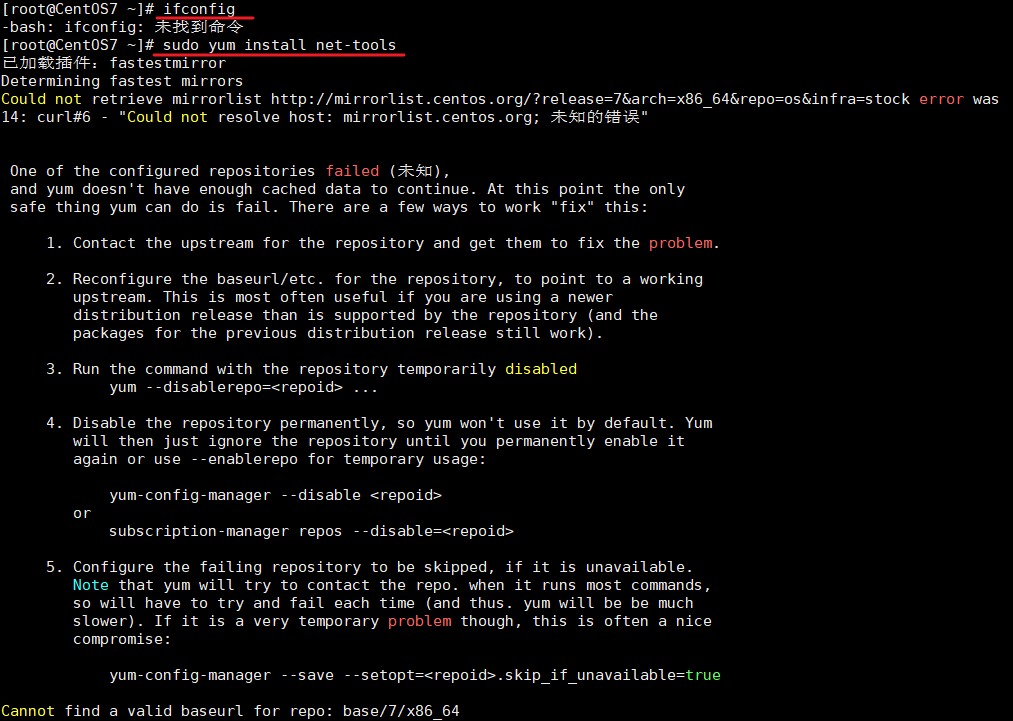 [root@CentOS7 ~]# ifconfig
-bash: ifconfig: 未找到命令
[root@CentOS7 ~]# sudo yum install net-tools
已加载插件：fastestmirror
Determining fastest mirrors
Could not retrieve mirrorlist http://mirrorlist.centos.org/?release=7&arch=x86_64&repo=os&infra=stock error was
14: curl#6 - "Could not resolve host: mirrorlist.centos.org; 未知的错误"
One of the configured repositories failed (未知),
and yum doesn't have enough cached data to continue. At this point the only
safe thing yum can do is fail. There are a few ways to work "fix" this:
1. Contact the upstream for the repository and get them to fix the problem.
2. Reconfigure the baseurl/etc. for the repository, to point to a working
upstream. This is most often useful if you are using a newer
distribution release than is supported by the repository (and the
packages for the previous distribution release still work).
3. Run the command with the repository temporarily disabled
yum --disablerepo=<repoid> ...
4. Disable the repository permanently, so yum won't use it by default. Yum
will then just ignore the repository until you permanently enable it
again or use --enablerepo for temporary usage:
yum-config-manager --disable <repoid>
or
subscription-manager repos --disable=<repoid>
5. Configure the failing repository to be skipped, if it is unavailable.
Note that yum will try to contact the repo. when it runs most commands,
so will have to try and fail each time (and thus. yum will be be much
slower). If it is a very temporary problem though, this is often a nice
compromise:
yum-config-manager --save --setopt=<repoid>.skip_if_unavailable=true
Cannot find a valid baseurl for repo: base/7/x86_64